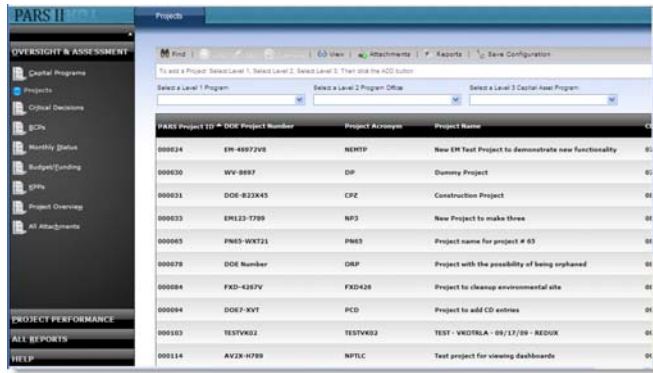 PARS II
Projects
OVERSIGHT & ASSESSMENT
Capital Programs
Projects
Critical Decisions
BCPs
Monthly Status
Budget/Funding
KPPs
Project Overview
All Attachments
PROJECT PERFORMANCE
ALL REPORTS
HELP
Find | View | Attachments | Reports | Save Configuration
To add a Project: Select Level 1, Select Level 2, Select Level 3, Then click the ADD button
Select a Level 1 Program Select a Level 2 Program Office Select a Level 3 Capital Asset Program
PARS Project ID DOE Project Number Project Acronym Project Name
000024 EM-48972V8 NEMTP New EM Test Project to demonstrate new functionality
000030 WV-8697 DP Dummy Project
000031 DOE-823X45 CPZ Construction Project
000033 EM123-T789 NP3 New Project to make three
000065 PN65-WXT21 PN65 Project name for project # 65
000078 DOE Number ORP Project with the possibility of being orphaned
000084 FXD-4267V FXD426 Project to cleanup environmental site
000094 DOE7-XVT PCD Project to add CD entries
000103 TESTVK02 TESTVK02 TEST - VKOTRLA - 09/17/09 - REDUX
000114 AV2X-H789 NPTLC Test project for viewing dashboards